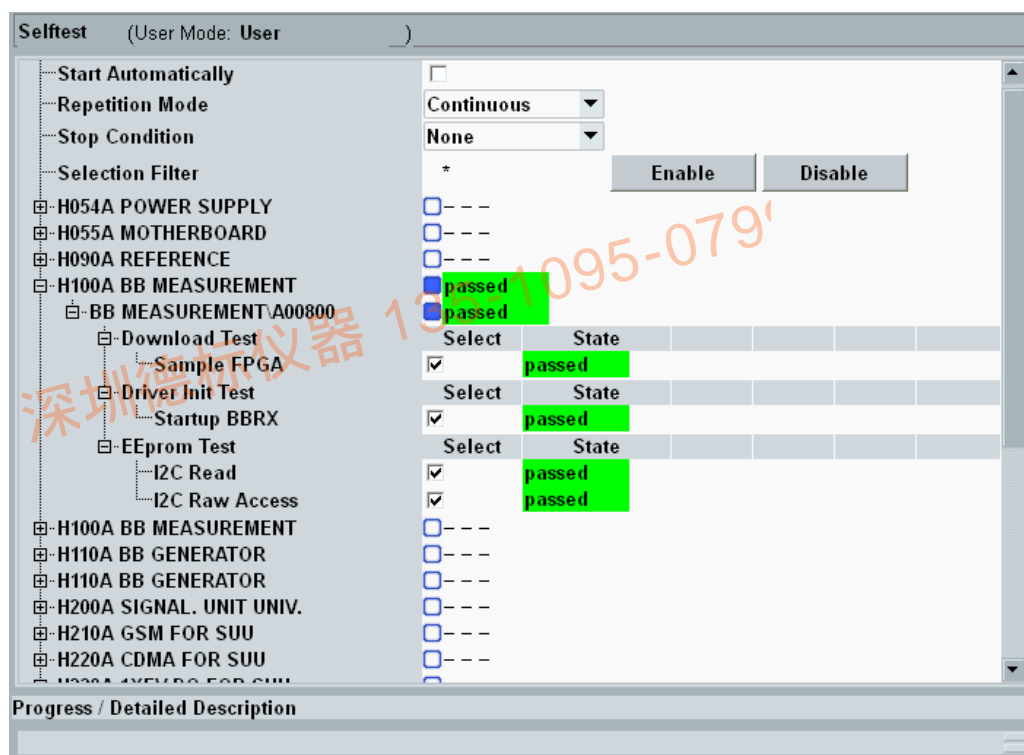 Selftest (User Mode: User )
Start Automatically
Repetition Mode Continuous
Stop Condition None
Selection Filter * Enable Disable
H054A POWER SUPPLY - - -
H055A MOTHERBOARD - - -
H090A REFERENCE - - -
H100A BB MEASUREMENT passed
BB MEASUREMENT\A00800 passed
Download Test Select State
Sample FPGA passed
Driver Init Test Select State
Startup BBRX passed
EEprom Test Select State
I2C Read passed
I2C Raw Access passed
H100A BB MEASUREMENT - - -
H110A BB GENERATOR - - -
H110A BB GENERATOR - - -
H200A SIGNAL. UNIT UNIV. - - -
H210A GSM FOR SUU - - -
H220A CDMA FOR SUU - - -
Progress / Detailed Description
深圳德标仪器 135-1095-079